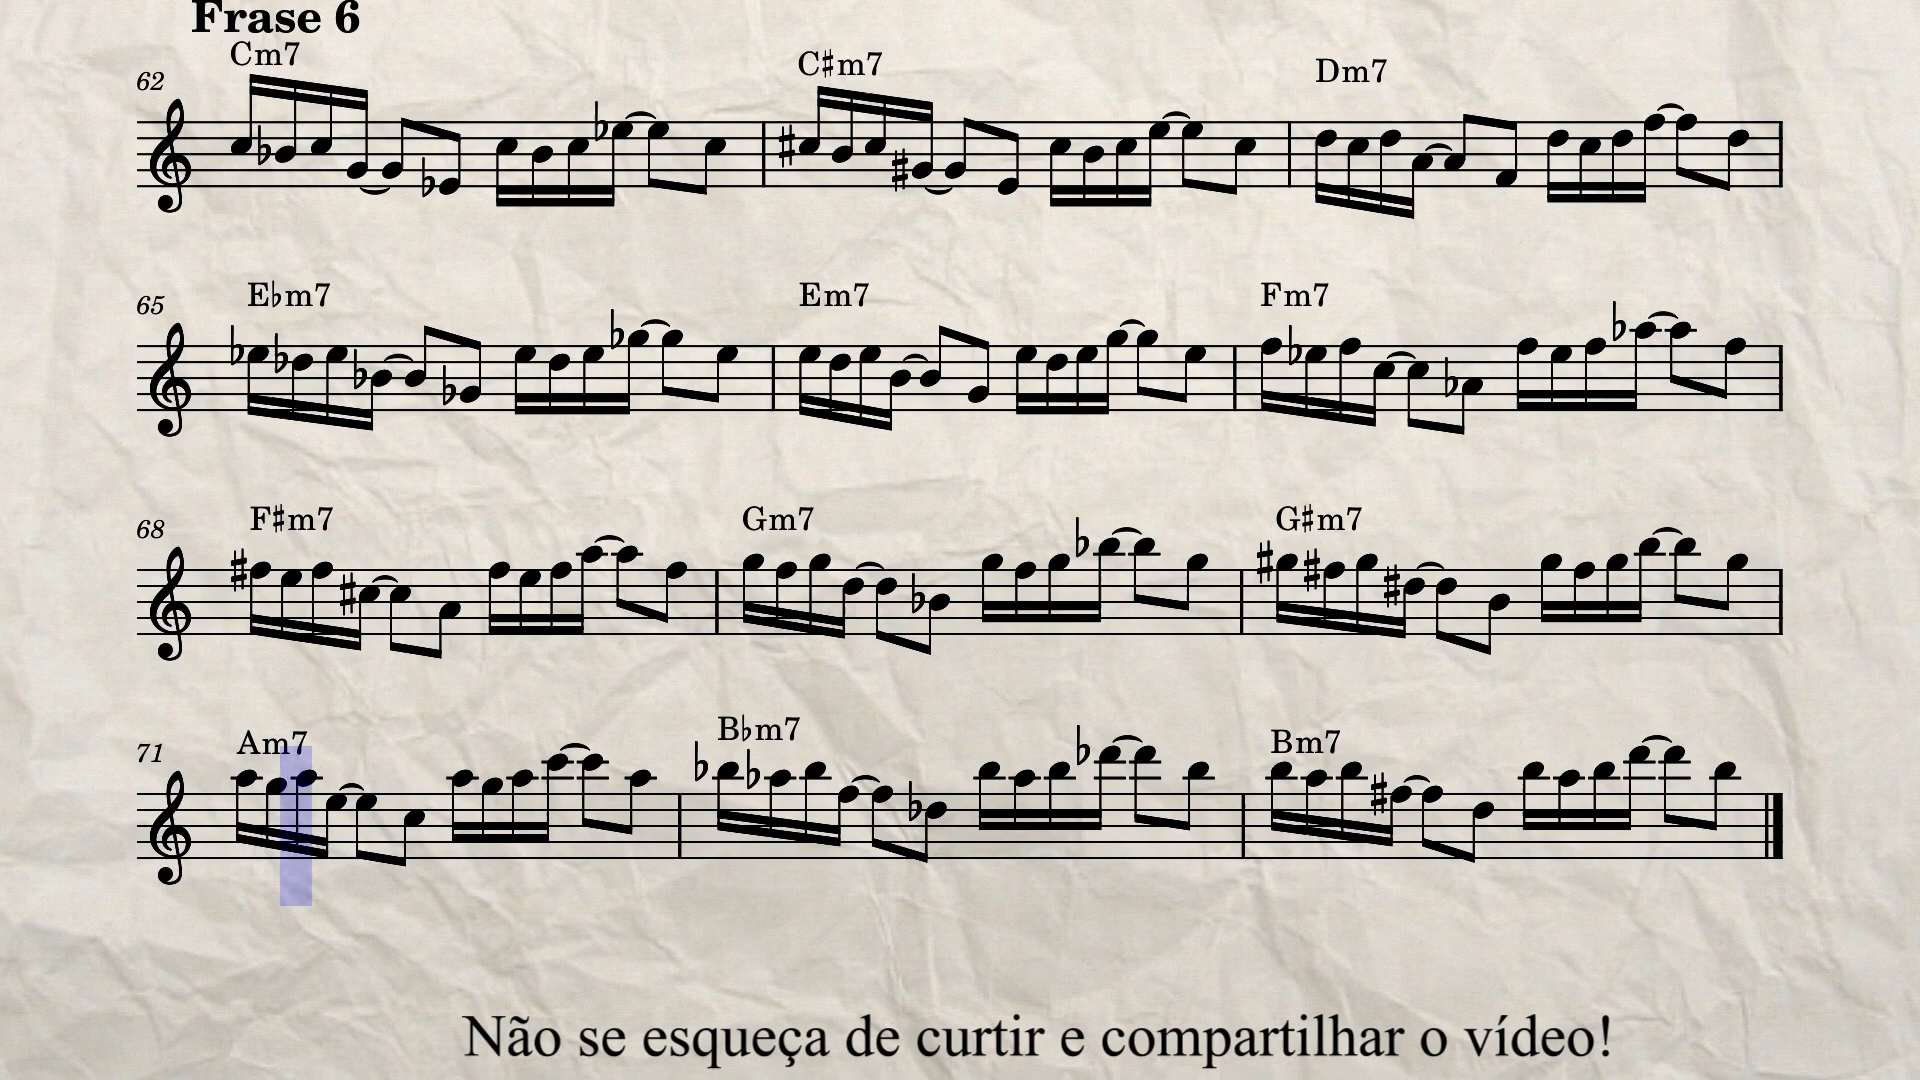 Frase 6
Cm7 C♯m7 Dm7
62
E♭m7 Em7 Fm7
65
F♯m7 Gm7 G♯m7
68
Am7 B♭m7 Bm7
71
Não se esqueça de curtir e compartilhar o vídeo!